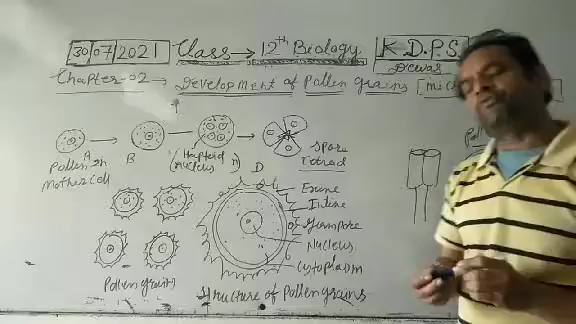 30 07 2021 Class → 12th Biology K.D.P.S.
Dewas
Chapter-02 → Development of Pollen grains [mic
A B D
Pollen
Mother Cell
Haploid
nucleus
Spore
Tetrad
Exine
Intine
Germpore
Nucleus
Cytoplasm
Pollen grains
Structure of Pollen grains